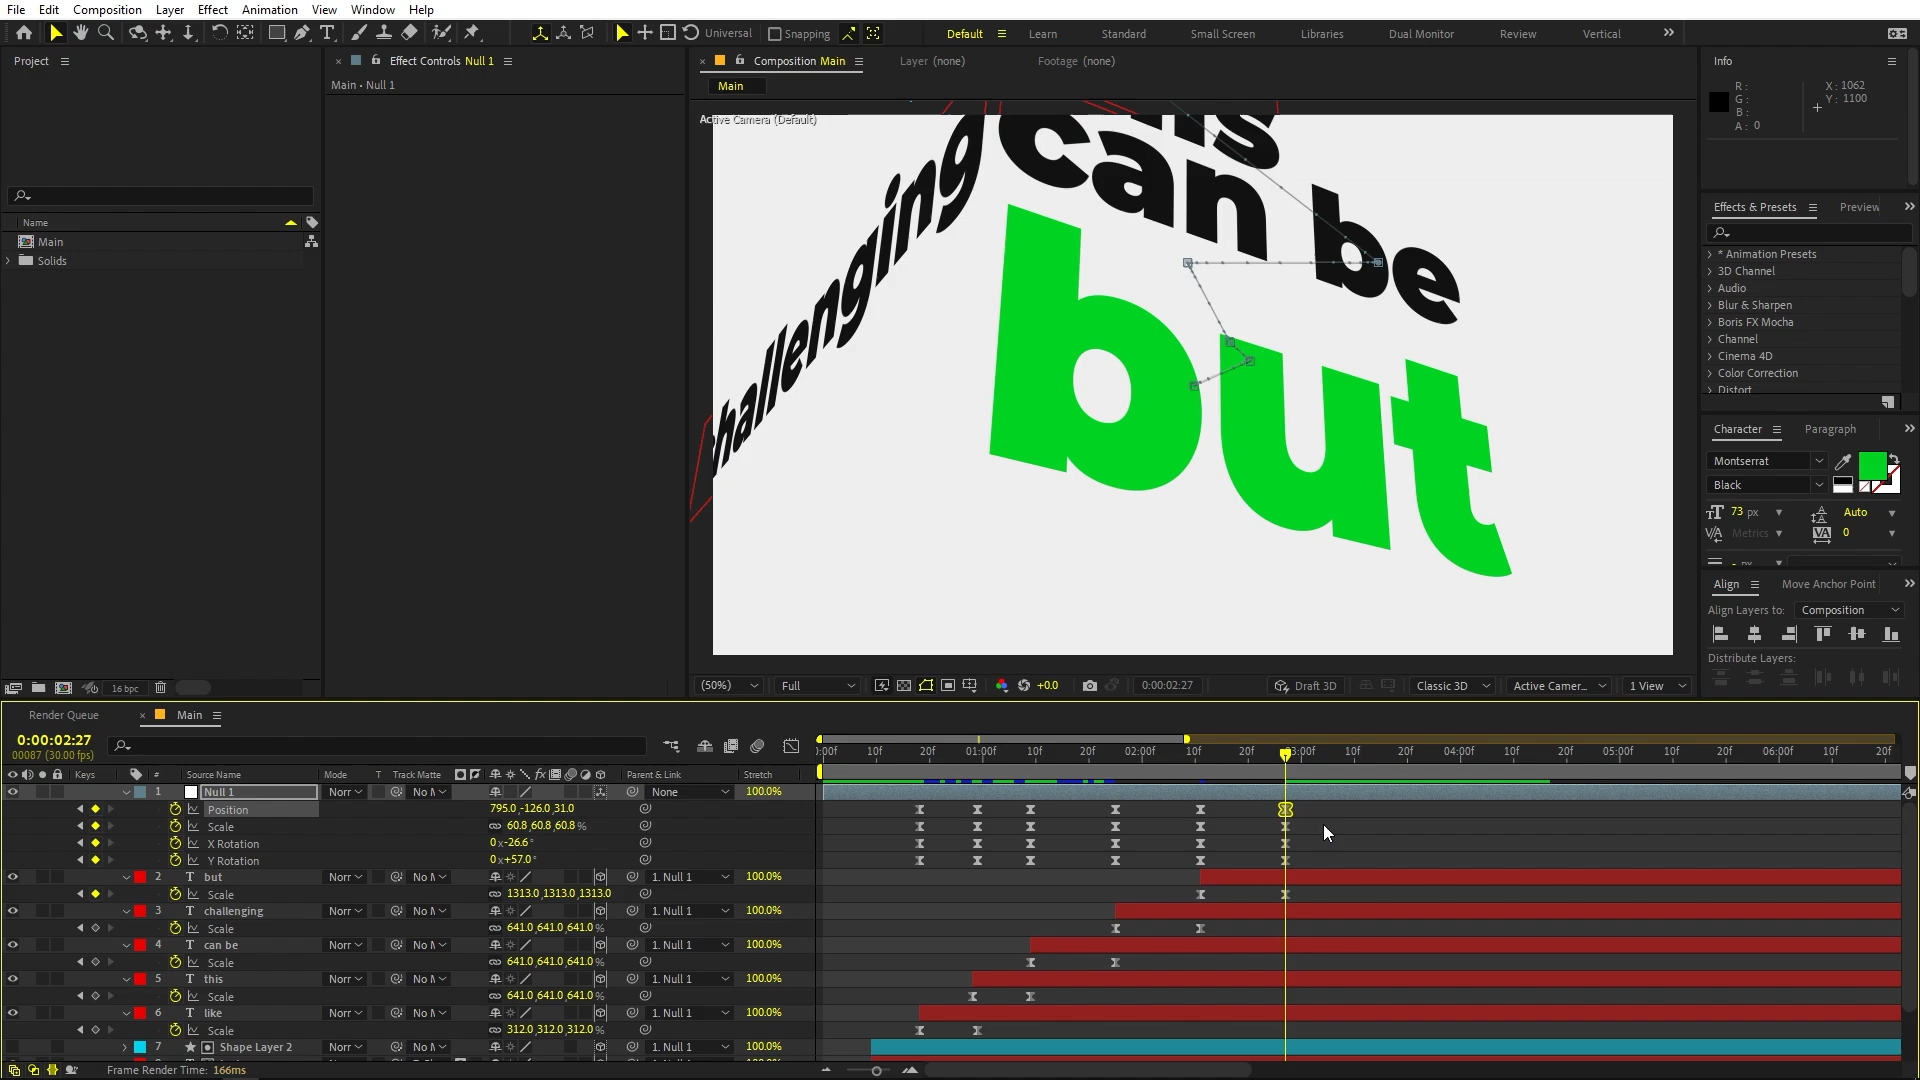 File Edit Composition Layer Effect Animation View Window Help
Universal Snapping Default Learn Standard Small Screen Libraries Dual Monitor Review Vertical
Project
Name
Main
Solids
16 bpc
Effect Controls Null 1
Main • Null 1
Composition Main
Layer (none)
Footage (none)
Main
Active Camera (Default)
this
can be
challenging
but
(50%) Full +0.0 0:00:02:27 Draft 3D Classic 3D Active Camer... 1 View
Info
R :
G :
B :
A : 0
X : 1062
Y : 1100
Effects & Presets Preview
* Animation Presets
3D Channel
Audio
Blur & Sharpen
Boris FX Mocha
Channel
Cinema 4D
Color Correction
Distort
Character Paragraph
Montserrat
Black
73 px Auto
Metrics 0
Align Move Anchor Point
Align Layers to: Composition
Distribute Layers:
Render Queue Main
0:00:02:27
00087 (30.00 fps)
:00f 10f 20f 01:00f 10f 20f 02:00f 10f 20f 03:00f 10f 20f 04:00f 10f 20f 05:00f 10f 20f 06:00f 10f 20f
Keys # Source Name Mode T Track Matte Parent & Link Stretch
1 Null 1 Norr No M None 100.0%
Position 795.0,-126.0,31.0
Scale 60.8,60.8,60.8 %
X Rotation 0x-26.6°
Y Rotation 0x+57.0°
2 T but Norr No M 1. Null 1 100.0%
Scale 1313.0,1313.0,1313.0
3 T challenging Norr No M 1. Null 1 100.0%
Scale 641.0,641.0,641.0 %
4 T can be Norr No M 1. Null 1 100.0%
Scale 641.0,641.0,641.0 %
5 T this Norr No M 1. Null 1 100.0%
Scale 641.0,641.0,641.0 %
6 T like Norr No M 1. Null 1 100.0%
Scale 312.0,312.0,312.0 %
7 Shape Layer 2 100.0%
Frame Render Time: 166ms